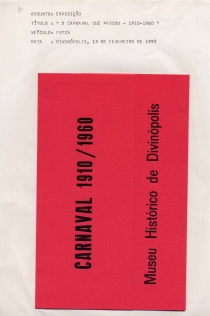 ASSUNTO: EXPOSIÇÃO
TÍTULO : " O CARNAVAL QUE PASSOU - 1910-1960 "
VEÍCULO: FOTOS
DATA : DIVINÓPOLIS, 19 DE FEVEREIRO DE 1993
CARNAVAL 1910/1960
Museu Histórico de Divinópolis